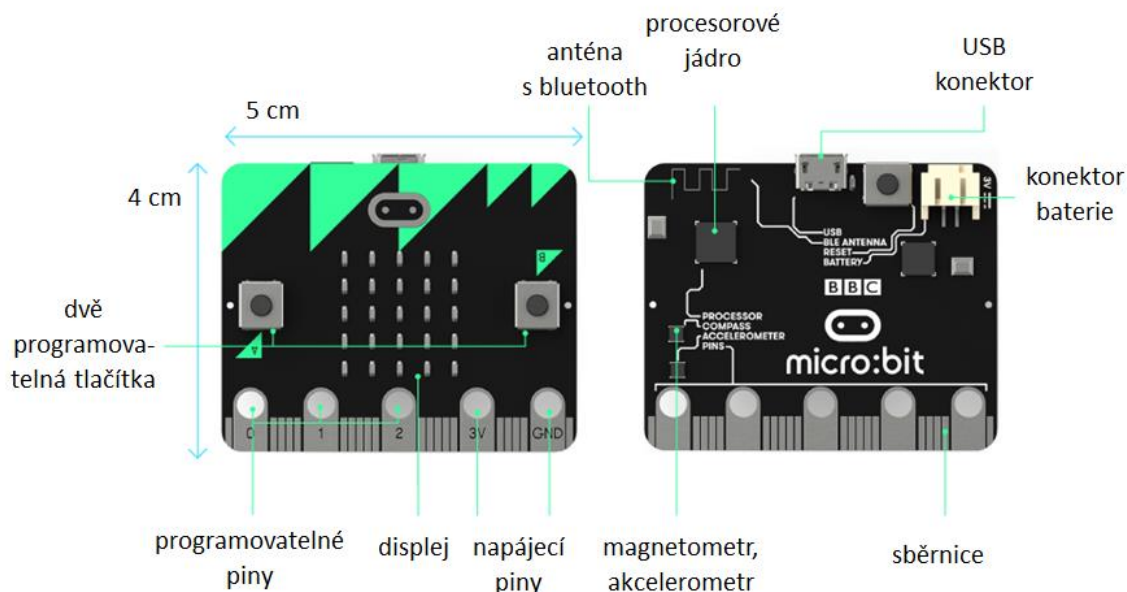 procesorové
jádro
USB
konektor
anténa
s bluetooth
5 cm
4 cm
konektor
baterie
3V
USB
BLE ANTENNA
RESET
BATTERY
B
BBC
dvě
programova-
telná tlačítka
A
PROCESSOR
COMPASS
ACCELEROMETER
PINS
micro:bit
0 1 2 3V GND
programovatelné
piny
displej
napájecí
piny
magnetometr,
akcelerometr
sběrnice